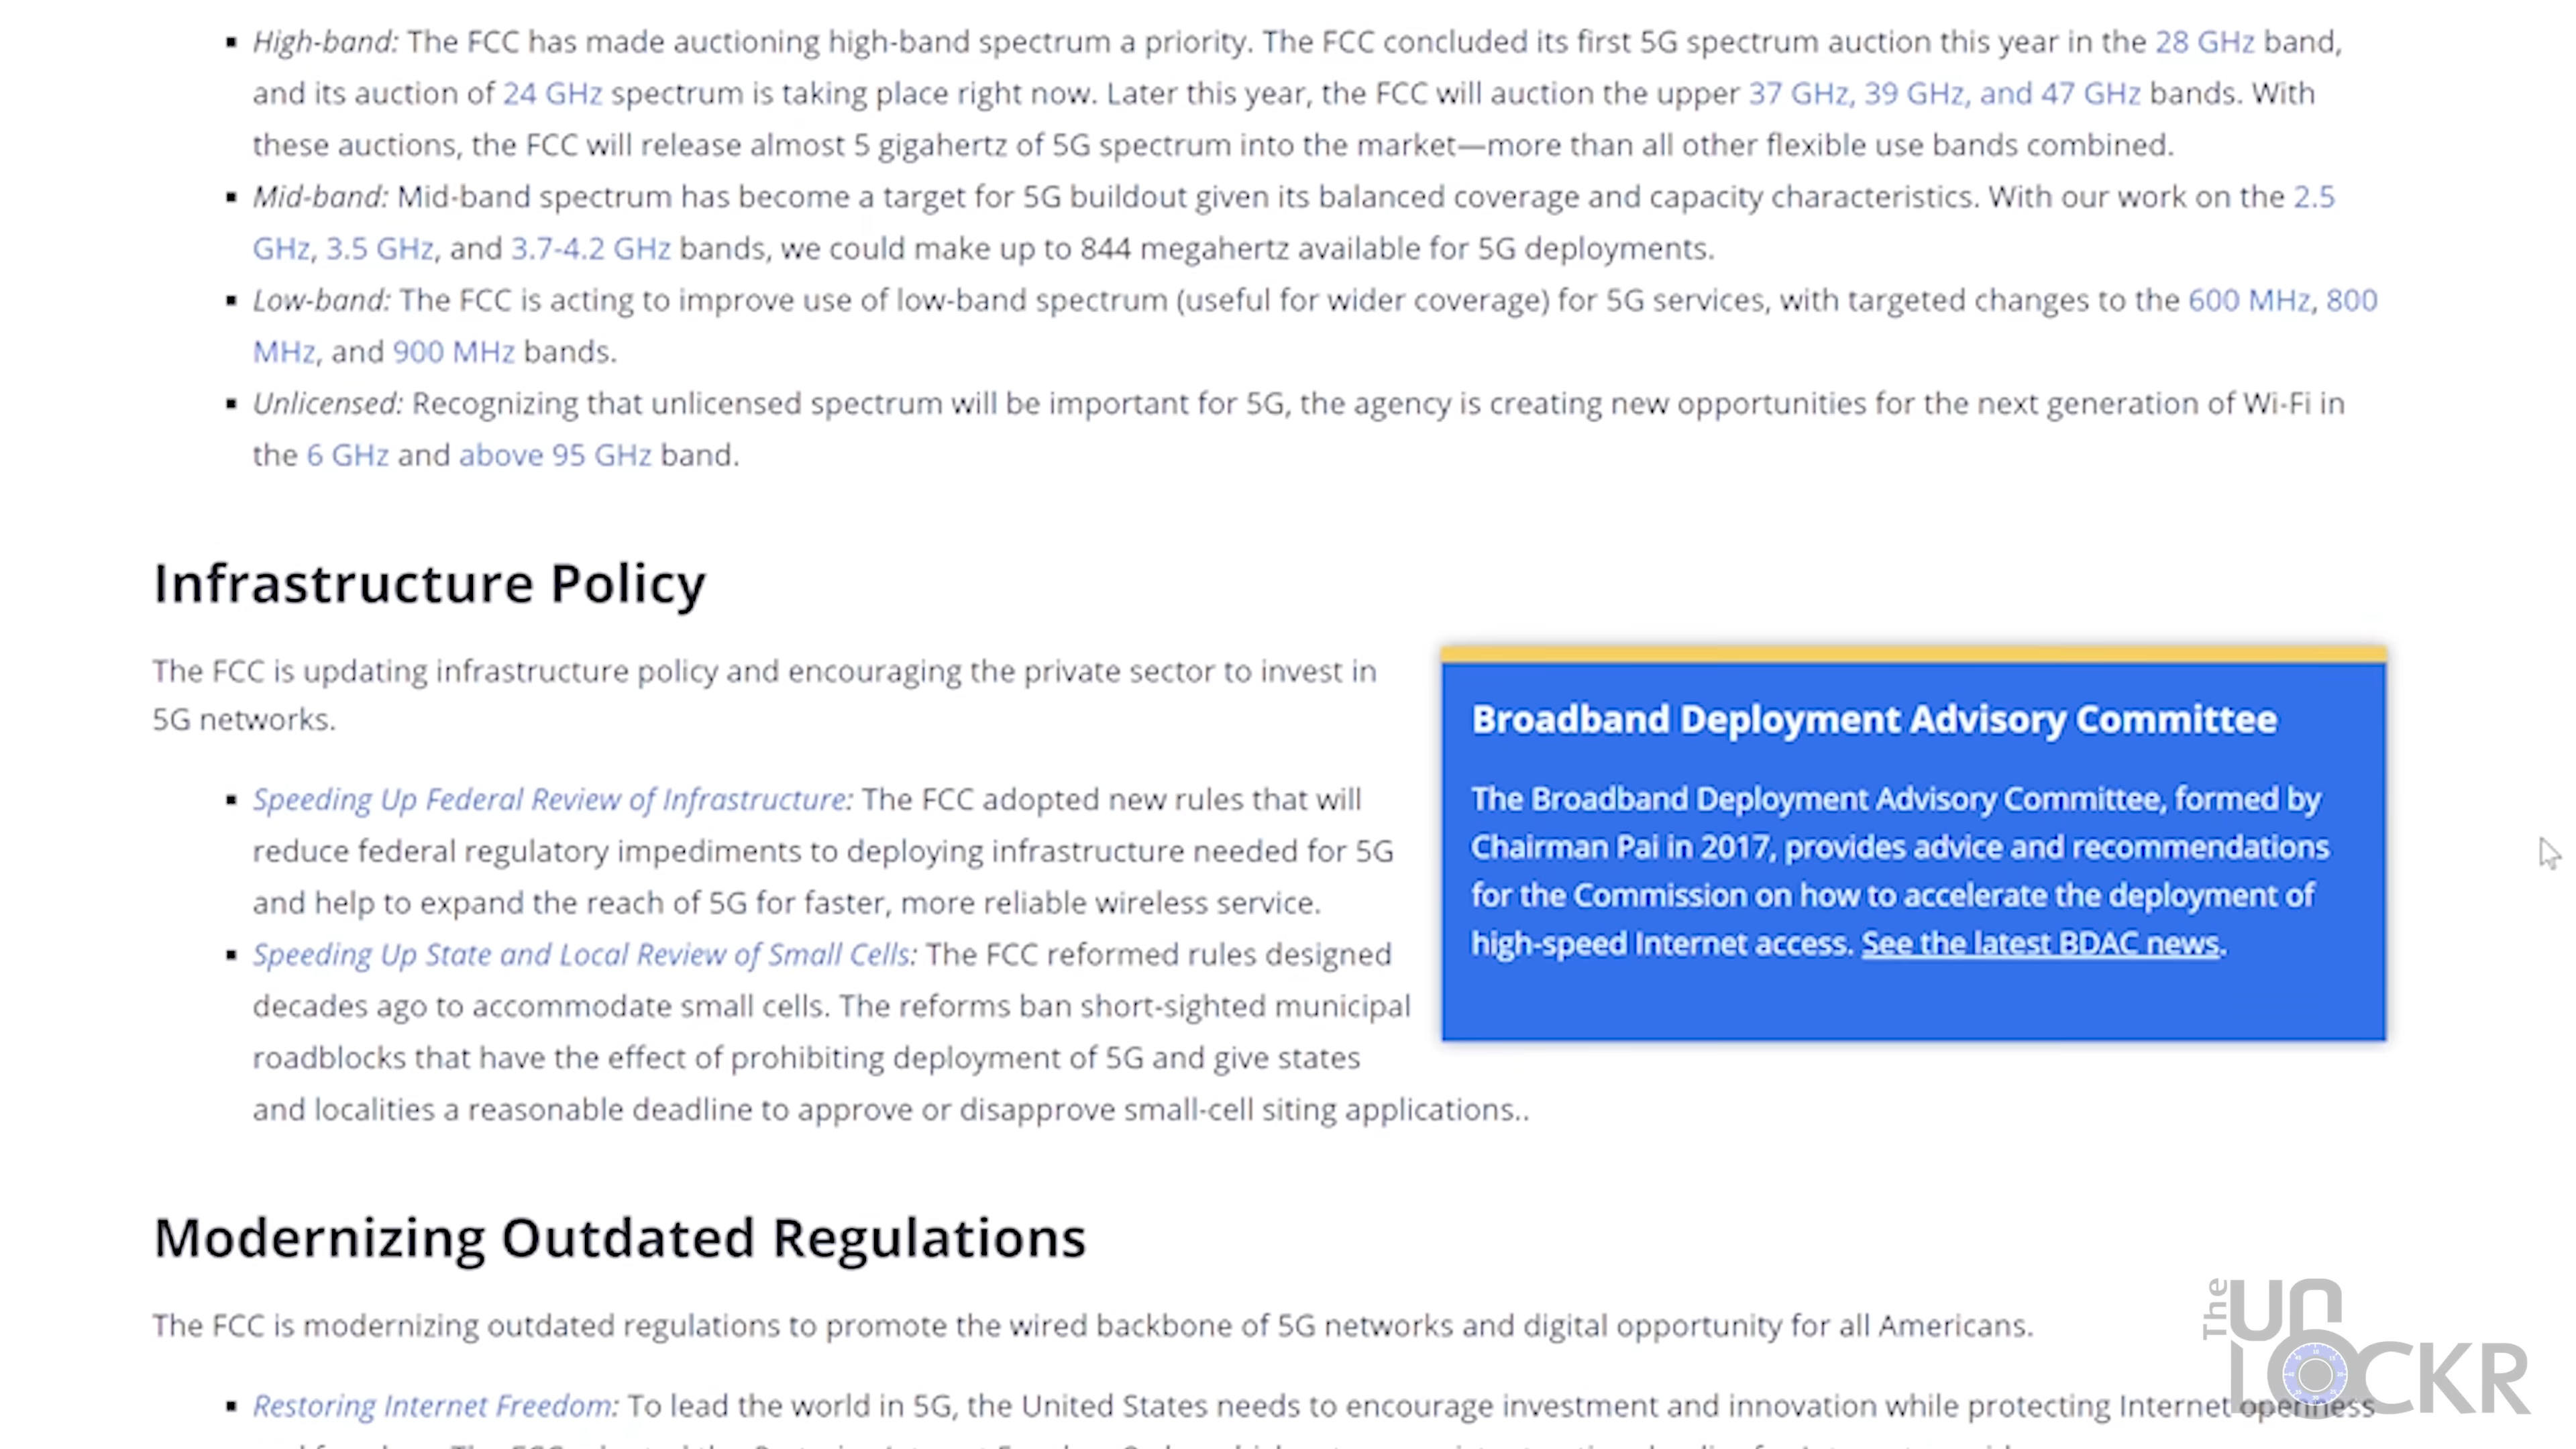 ▪ High-band: The FCC has made auctioning high-band spectrum a priority. The FCC concluded its first 5G spectrum auction this year in the 28 GHz band,
and its auction of 24 GHz spectrum is taking place right now. Later this year, the FCC will auction the upper 37 GHz, 39 GHz, and 47 GHz bands. With
these auctions, the FCC will release almost 5 gigahertz of 5G spectrum into the market—more than all other flexible use bands combined.
▪ Mid-band: Mid-band spectrum has become a target for 5G buildout given its balanced coverage and capacity characteristics. With our work on the 2.5
GHz, 3.5 GHz, and 3.7-4.2 GHz bands, we could make up to 844 megahertz available for 5G deployments.
▪ Low-band: The FCC is acting to improve use of low-band spectrum (useful for wider coverage) for 5G services, with targeted changes to the 600 MHz, 800
MHz, and 900 MHz bands.
▪ Unlicensed: Recognizing that unlicensed spectrum will be important for 5G, the agency is creating new opportunities for the next generation of Wi-Fi in
the 6 GHz and above 95 GHz band.
Infrastructure Policy
The FCC is updating infrastructure policy and encouraging the private sector to invest in
5G networks.
▪ Speeding Up Federal Review of Infrastructure: The FCC adopted new rules that will
reduce federal regulatory impediments to deploying infrastructure needed for 5G
and help to expand the reach of 5G for faster, more reliable wireless service.
▪ Speeding Up State and Local Review of Small Cells: The FCC reformed rules designed
decades ago to accommodate small cells. The reforms ban short-sighted municipal
roadblocks that have the effect of prohibiting deployment of 5G and give states
and localities a reasonable deadline to approve or disapprove small-cell siting applications..
Broadband Deployment Advisory Committee
The Broadband Deployment Advisory Committee, formed by
Chairman Pai in 2017, provides advice and recommendations
for the Commission on how to accelerate the deployment of
high-speed Internet access. See the latest BDAC news.
Modernizing Outdated Regulations
The FCC is modernizing outdated regulations to promote the wired backbone of 5G networks and digital opportunity for all Americans.
▪ Restoring Internet Freedom: To lead the world in 5G, the United States needs to encourage investment and innovation while protecting Internet openness
The
Un
lOCKR